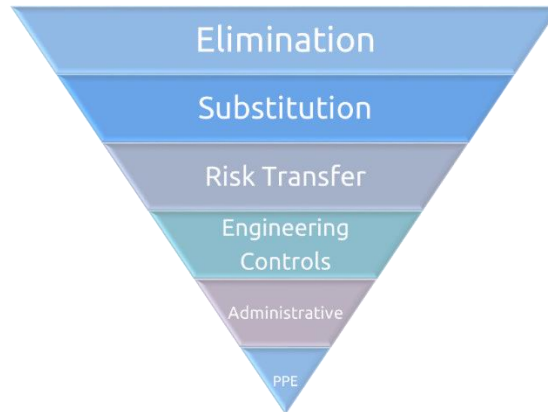 Elimination
Substitution
Risk Transfer
Engineering
Controls
Administrative
PPE